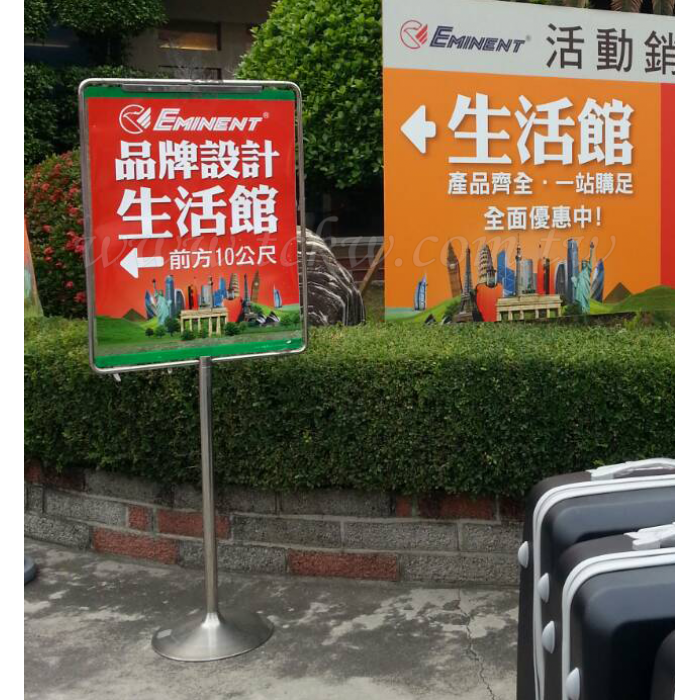 EMINENT
品牌設計
生活館
前方10公尺
EMINENT 活動銷
生活館
產品齊全·一站購足
全面優惠中!